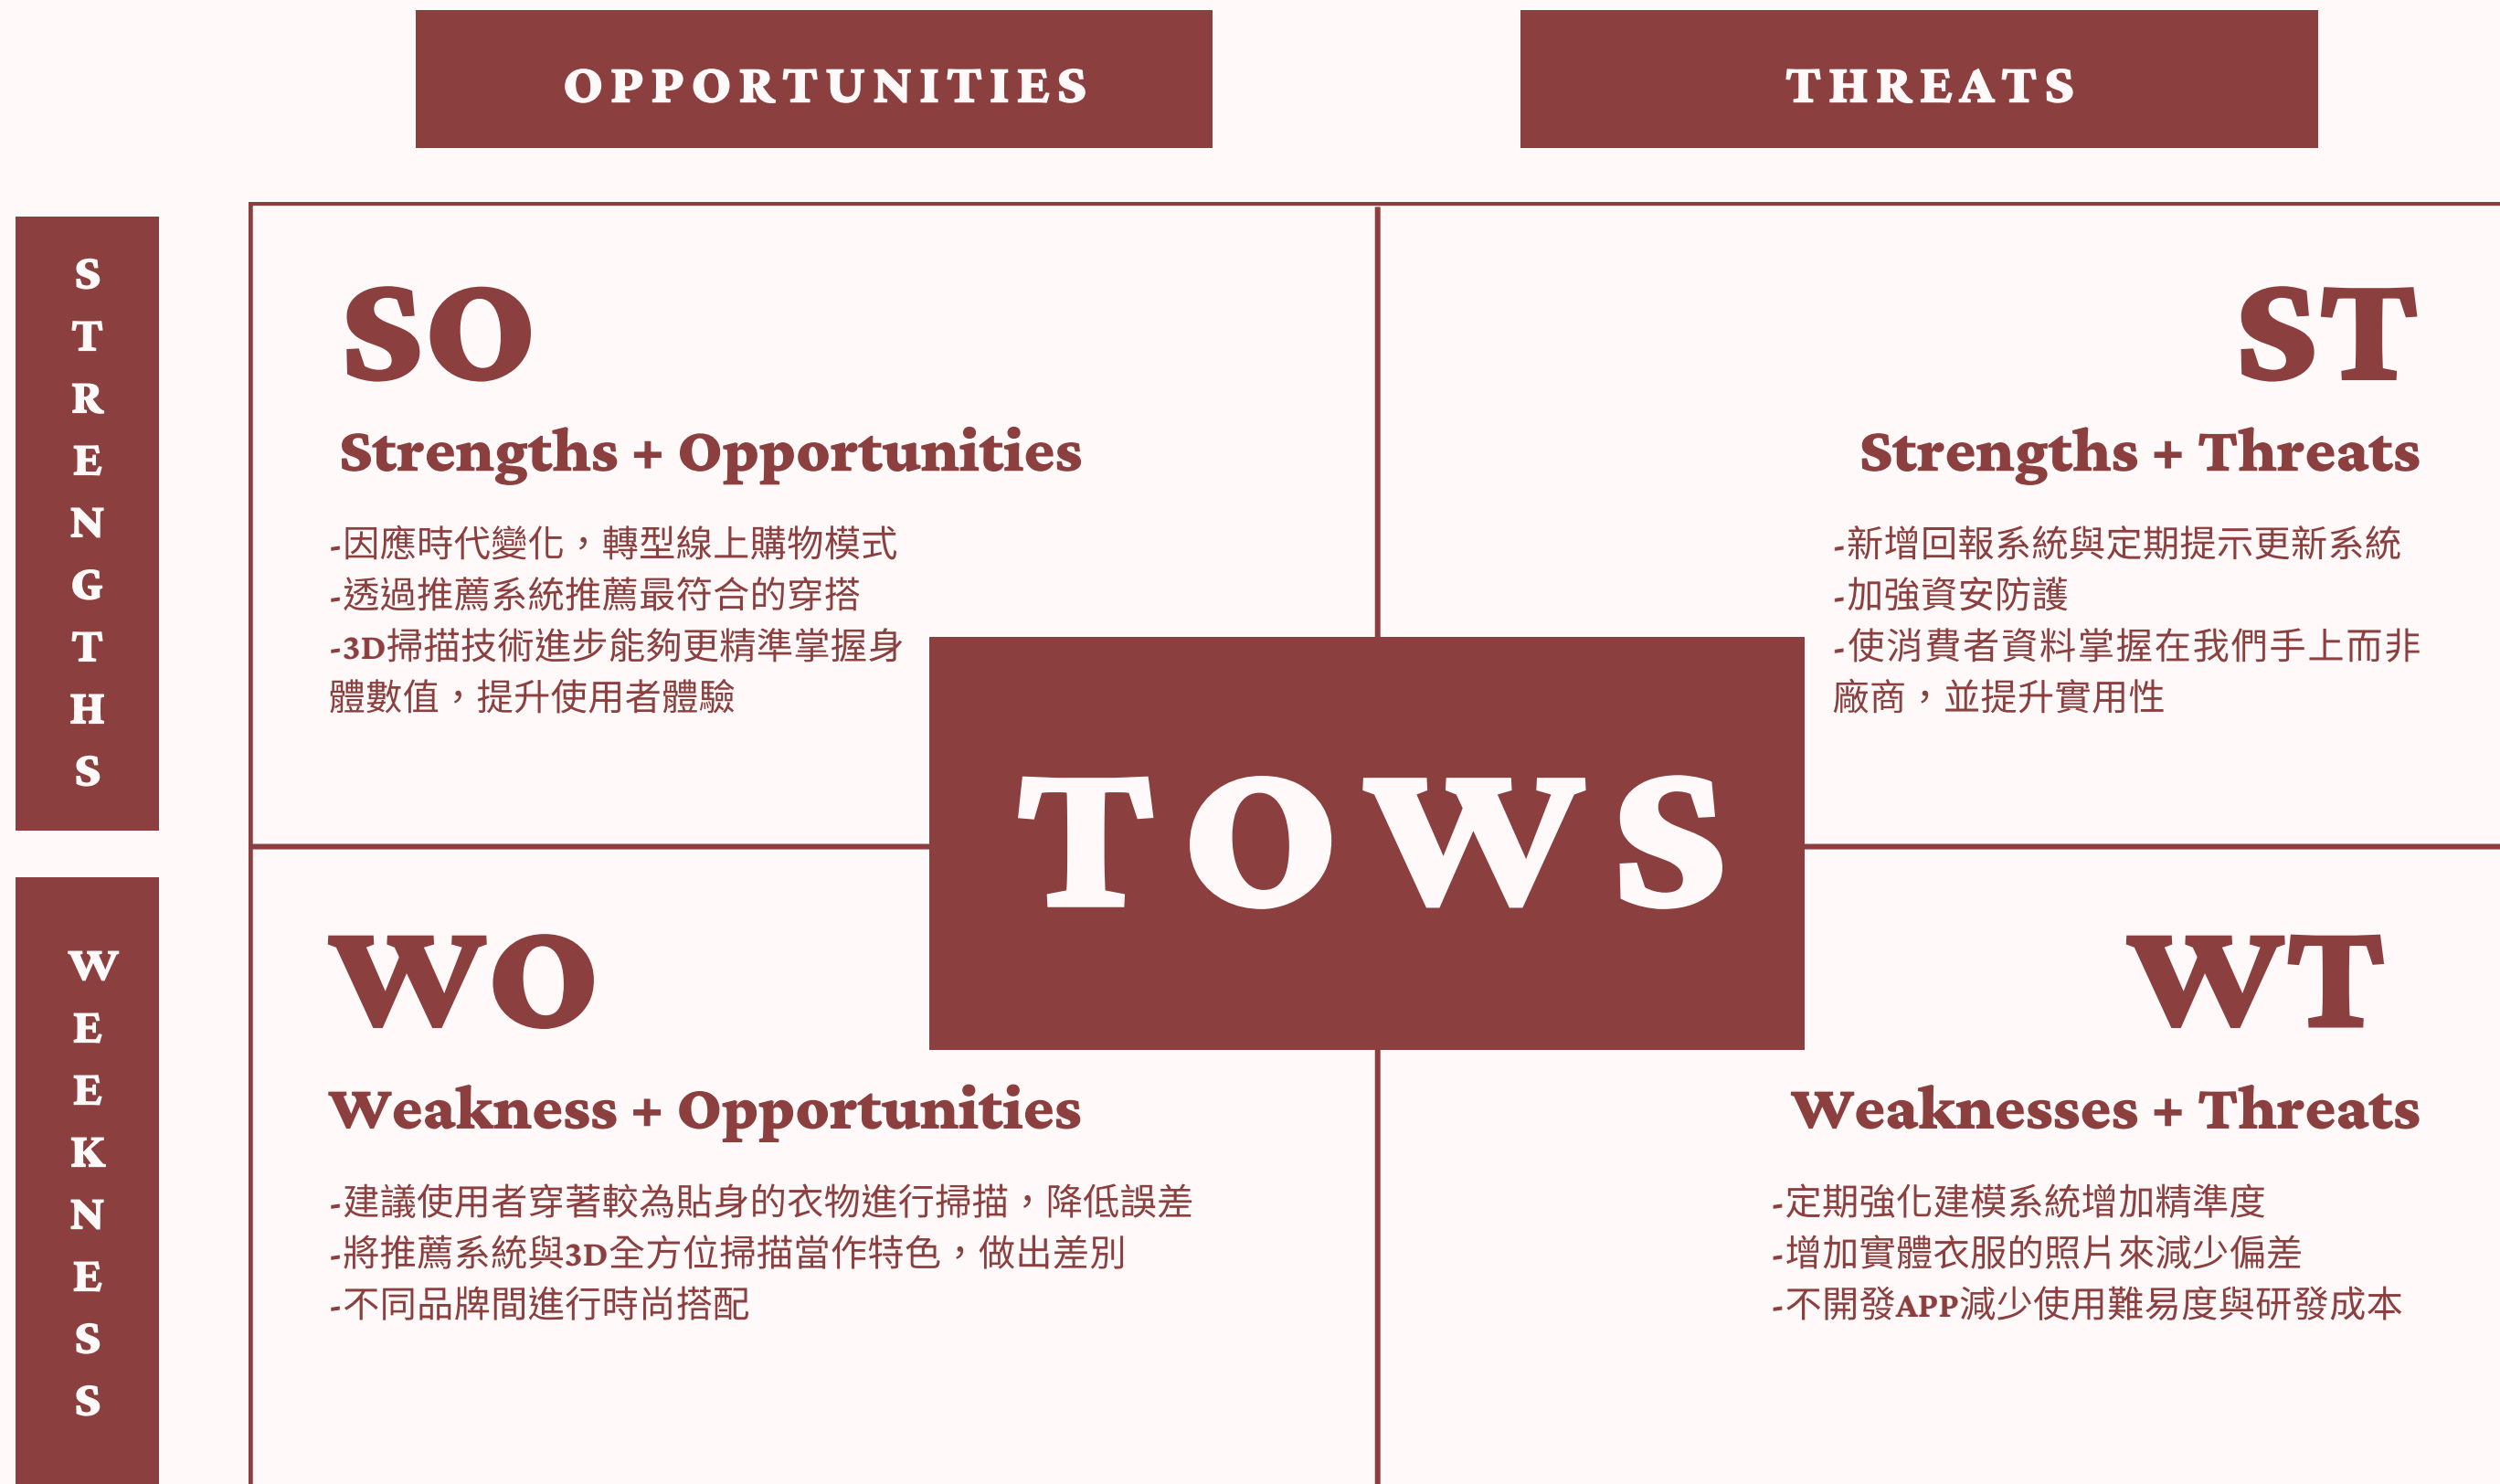 OPPORTUNITIES
THREATS
STRENGTHS
SO
Strengths + Opportunities
-因應時代變化，轉型線上購物模式
-透過推薦系統推薦最符合的穿搭
-3D掃描技術進步能夠更精準掌握身
體數值，提升使用者體驗
ST
Strengths + Threats
-新增回報系統與定期提示更新系統
-加強資安防護
-使消費者資料掌握在我們手上而非
廠商，並提升實用性
TOWS
WEEKNESS
WO
Weakness + Opportunities
-建議使用者穿著較為貼身的衣物進行掃描，降低誤差
-將推薦系統與3D全方位掃描當作特色，做出差別
-不同品牌間進行時尚搭配
WT
Weaknesses + Threats
-定期強化建模系統增加精準度
-增加實體衣服的照片來減少偏差
-不開發APP減少使用難易度與研發成本